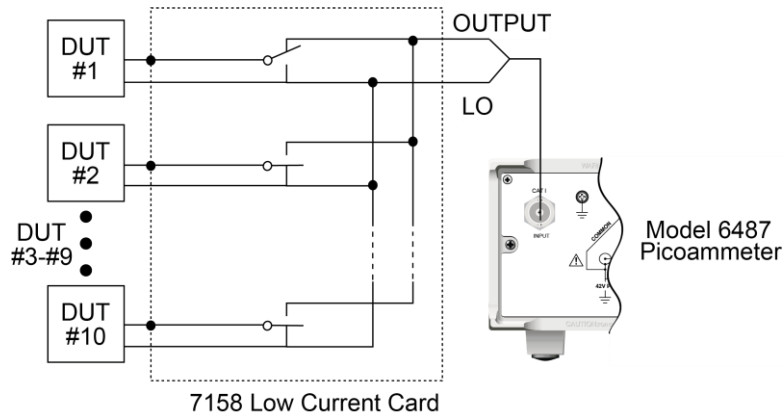 DUT
#1
OUTPUT
LO
DUT
#2
DUT
#3-#9
DUT
#10
CAT I
INPUT
COMMON
Model 6487
Picoammeter
7158 Low Current Card